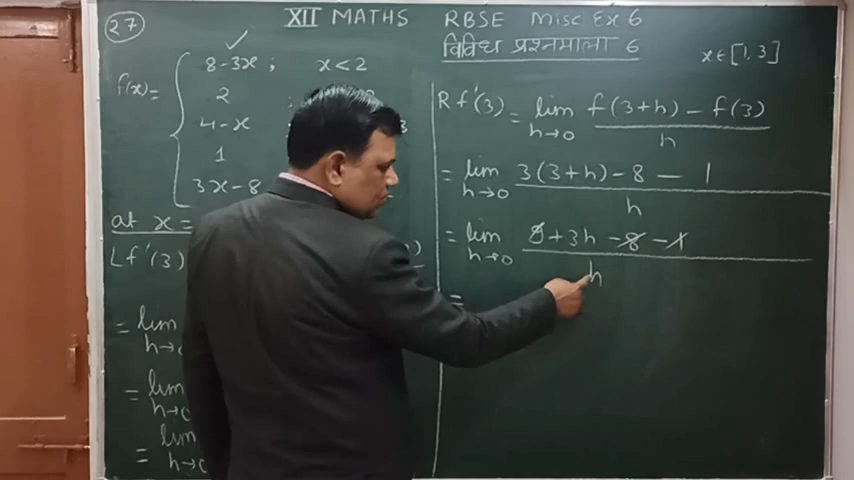 27
XII MATHS RBSE Misc Ex 6
विविध प्रश्नमाला 6
x ∈ [1, 3]
f(x) =
8 - 3x ; x < 2
2 ;
4 - x
3
1
3x - 8
at x =
Lf'(3)
= lim h→0
= lim h→0
= lim h→0
Rf'(3) = lim h→0 f(3+h) - f(3) / h
= lim h→0 3(3+h) - 8 - 1 / h
= lim h→0 9 + 3h - 8 - 1 / h
=